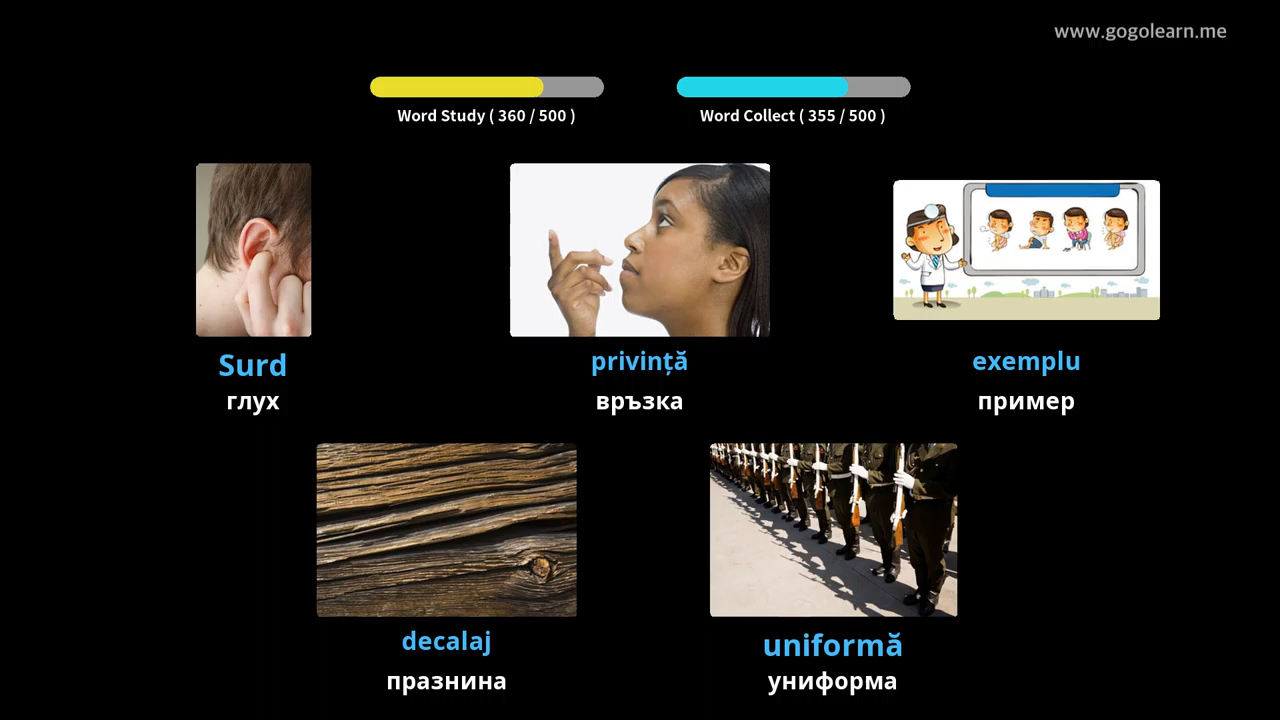 www.gogolearn.me
Word Study ( 360 / 500 )
Word Collect ( 355 / 500 )
Surd
глух
privință
връзка
exemplu
пример
decalaj
празнина
uniformă
униформа